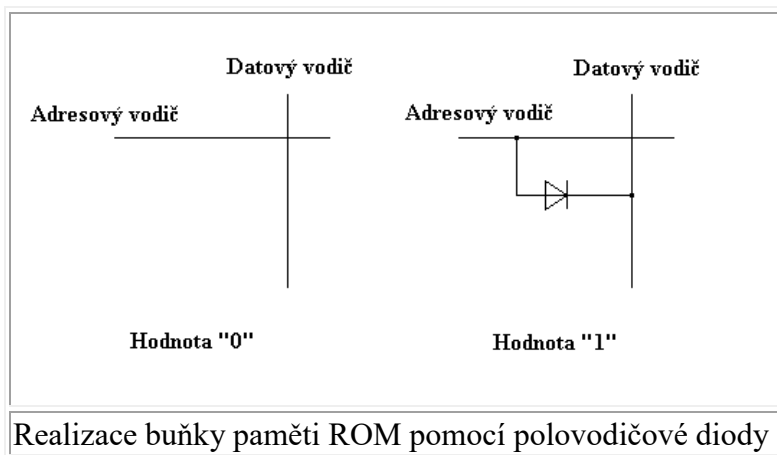 Datový vodič
Adresový vodič
Hodnota "0"
Datový vodič
Adresový vodič
Hodnota "1"
Realizace buňky paměti ROM pomocí polovodičové diody